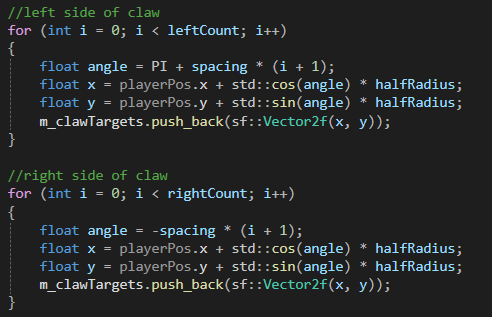 //left side of claw
for (int i = 0; i < leftCount; i++)
{
    float angle = PI + spacing * (i + 1);
    float x = playerPos.x + std::cos(angle) * halfRadius;
    float y = playerPos.y + std::sin(angle) * halfRadius;
    m_clawTargets.push_back(sf::Vector2f(x, y));
}
//right side of claw
for (int i = 0; i < rightCount; i++)
{
    float angle = -spacing * (i + 1);
    float x = playerPos.x + std::cos(angle) * halfRadius;
    float y = playerPos.y + std::sin(angle) * halfRadius;
    m_clawTargets.push_back(sf::Vector2f(x, y));
}